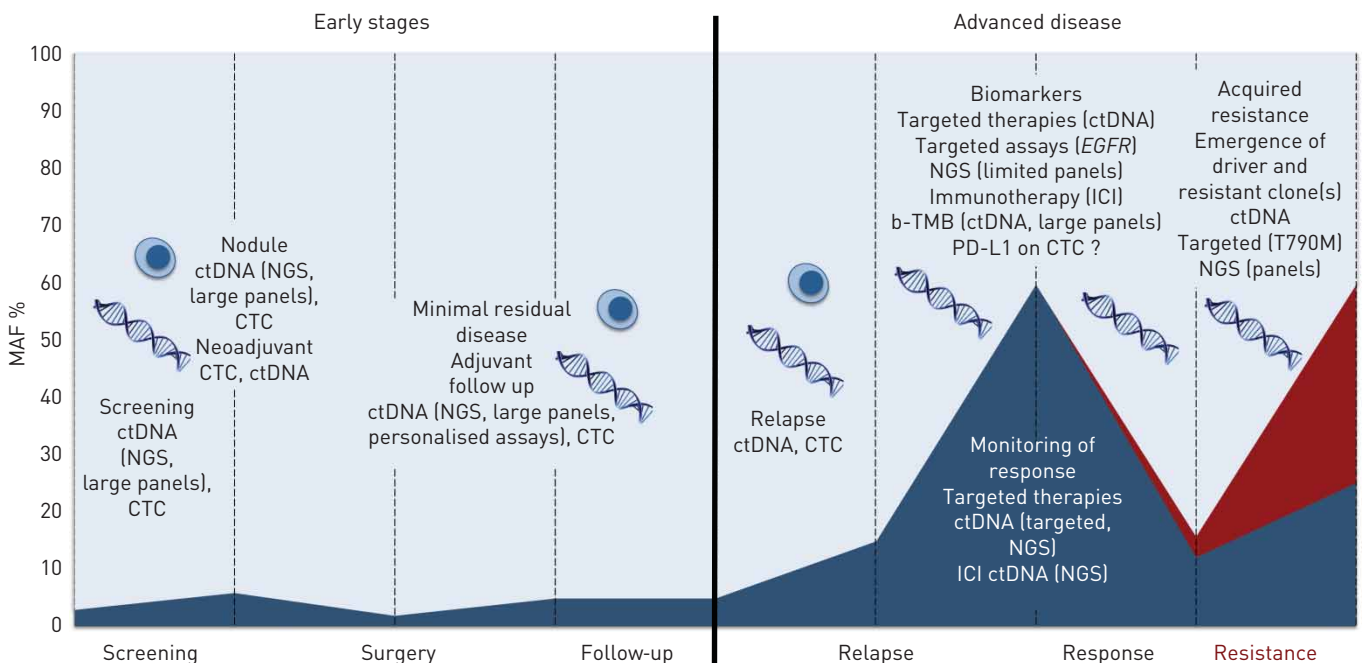 Early stages
Advanced disease
MAF %
100
90
80
70
60
50
40
30
20
10
0
Screening
ctDNA
(NGS,
large panels),
CTC
Nodule
ctDNA (NGS,
large panels),
CTC
Neoadjuvant
CTC, ctDNA
Minimal residual
disease
Adjuvant
follow up
ctDNA (NGS, large panels,
personalised assays), CTC
Relapse
ctDNA, CTC
Biomarkers
Targeted therapies (ctDNA)
Targeted assays (EGFR)
NGS (limited panels)
Immunotherapy (ICI)
b-TMB (ctDNA, large panels)
PD-L1 on CTC ?
Monitoring of
response
Targeted therapies
ctDNA (targeted,
NGS)
ICI ctDNA (NGS)
Acquired
resistance
Emergence of
driver and
resistant clone(s)
ctDNA
Targeted (T790M)
NGS (panels)
Screening
Surgery
Follow-up
Relapse
Response
Resistance